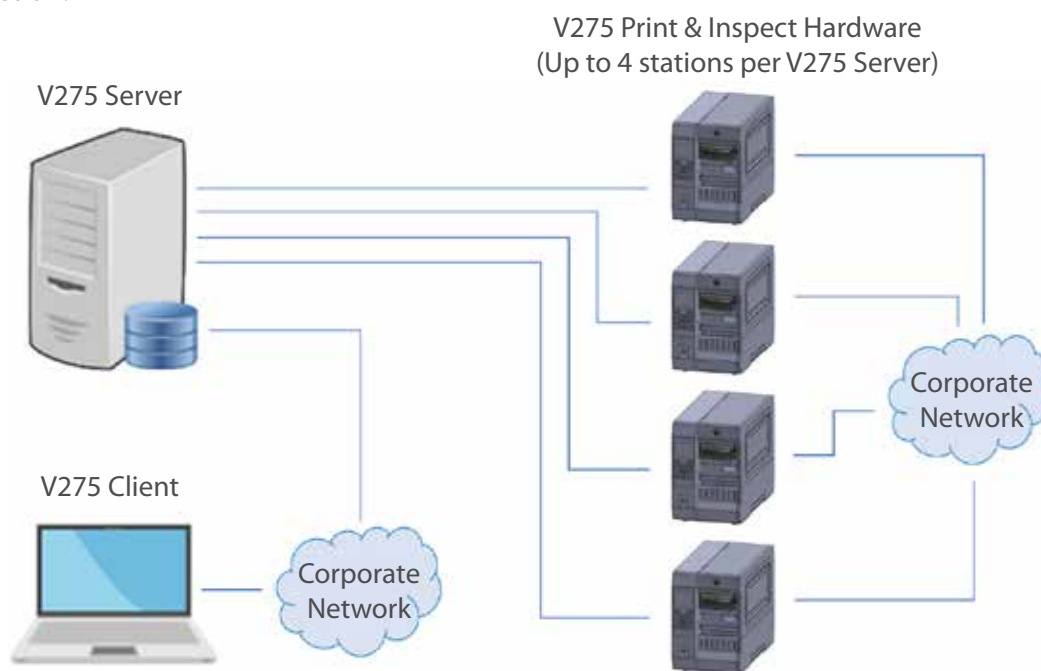 V275 Print & Inspect Hardware
(Up to 4 stations per V275 Server)
V275 Server
Corporate
Network
V275 Client
Corporate
Network